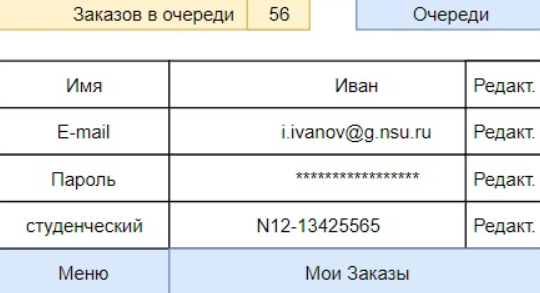 Заказов в очереди 56 Очереди
Имя Иван Редакт.
E-mail i.ivanov@g.nsu.ru Редакт.
Пароль ***************** Редакт.
студенческий N12-13425565 Редакт.
Меню Мои Заказы